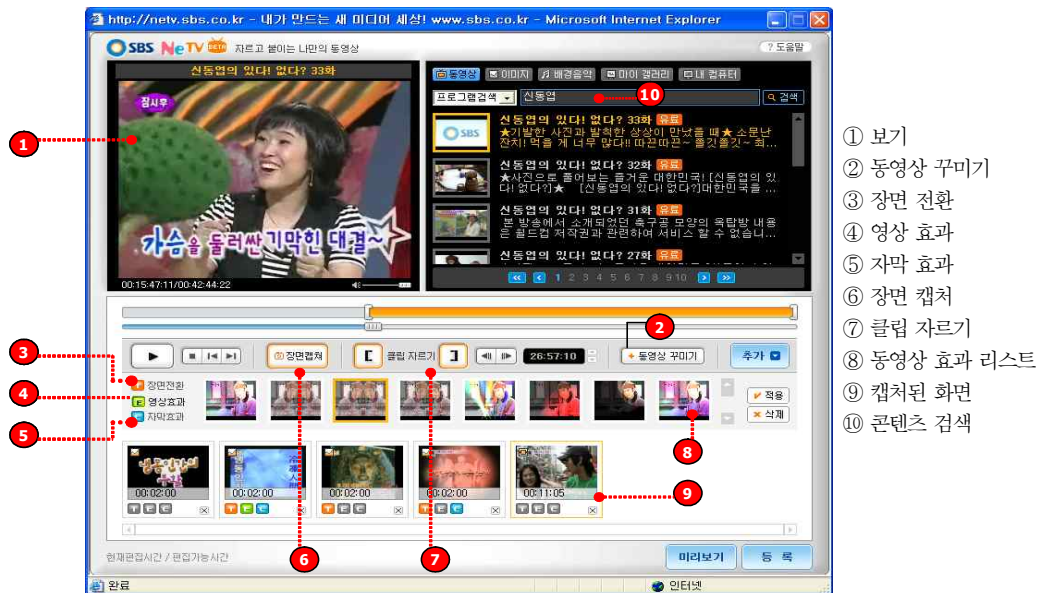 http://netv.sbs.co.kr - 내가 만드는 새 미디어 세상! www.sbs.co.kr - Microsoft Internet Explorer
SBS NeTV BETA 자르고 붙이는 나만의 동영상
? 도움말
신동엽의 있다! 없다? 33화
잠시후
가슴을 둘러싼 기막힌 대결~
00:15:47:11/00:42:44:22
동영상 이미지 배경음악 마이 갤러리 내 컴퓨터
프로그램검색 신동엽 검색
신동엽의 있다! 없다? 33화 유료
★기발한 사진과 발칙한 상상이 만났을 때★ 소문난
잔치! 먹을 게 너무 많다!! 따끈따끈~ 쫄깃쫄깃~ 최...
신동엽의 있다! 없다? 32화 유료
★사진으로 풀어보는 즐거운 대한민국! [신동엽의 있
다! 없다?]★ [신동엽의 있다! 없다?]대한민국을 ...
신동엽의 있다! 없다? 31화 유료
본 방송에서 소개되었던 축구공 모양의 옥탑방 내용
은 월드컵 저작권과 관련하여 서비스 할 수 없습니...
신동엽의 있다! 없다? 27화 유료
1 2 3 4 5 6 7 8 9 10
장면캡쳐 클립 자르기 26:57:10 + 동영상 꾸미기 추가
T 장면전환
E 영상효과
C 자막효과
적용
삭제
냉동인간의
00:02:00 00:02:00 00:02:00 00:02:00 00:11:05
T E C T E C T E C T E C T E C
현재편집시간 / 편집가능시간
미리보기 등 록
완료 인터넷
1
2
3
4
5
6
7
8
9
10
① 보기
② 동영상 꾸미기
③ 장면 전환
④ 영상 효과
⑤ 자막 효과
⑥ 장면 캡처
⑦ 클립 자르기
⑧ 동영상 효과 리스트
⑨ 캡처된 화면
⑩ 콘텐츠 검색